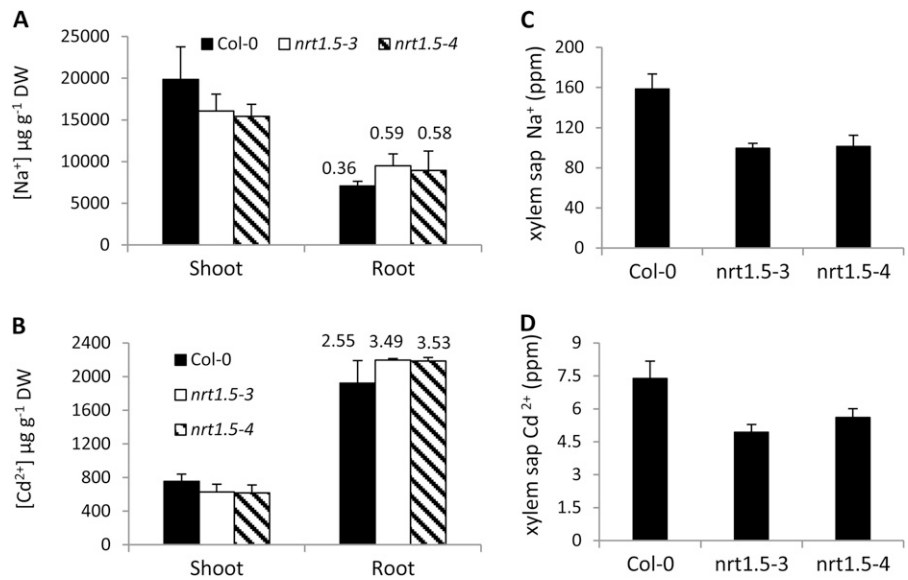 A
Col-0 nrt1.5-3 nrt1.5-4
[Na⁺] µg g⁻¹ DW
25000
20000
15000
10000
5000
0
0.36 0.59 0.58
Shoot Root
B
Col-0
nrt1.5-3
nrt1.5-4
[Cd²⁺] µg g⁻¹ DW
2400
2000
1600
1200
800
400
0
2.55 3.49 3.53
Shoot Root
C
xylem sap Na⁺ (ppm)
200
160
120
80
40
0
Col-0 nrt1.5-3 nrt1.5-4
D
xylem sap Cd ²⁺ (ppm)
9
7.5
6
4.5
3
1.5
0
Col-0 nrt1.5-3 nrt1.5-4